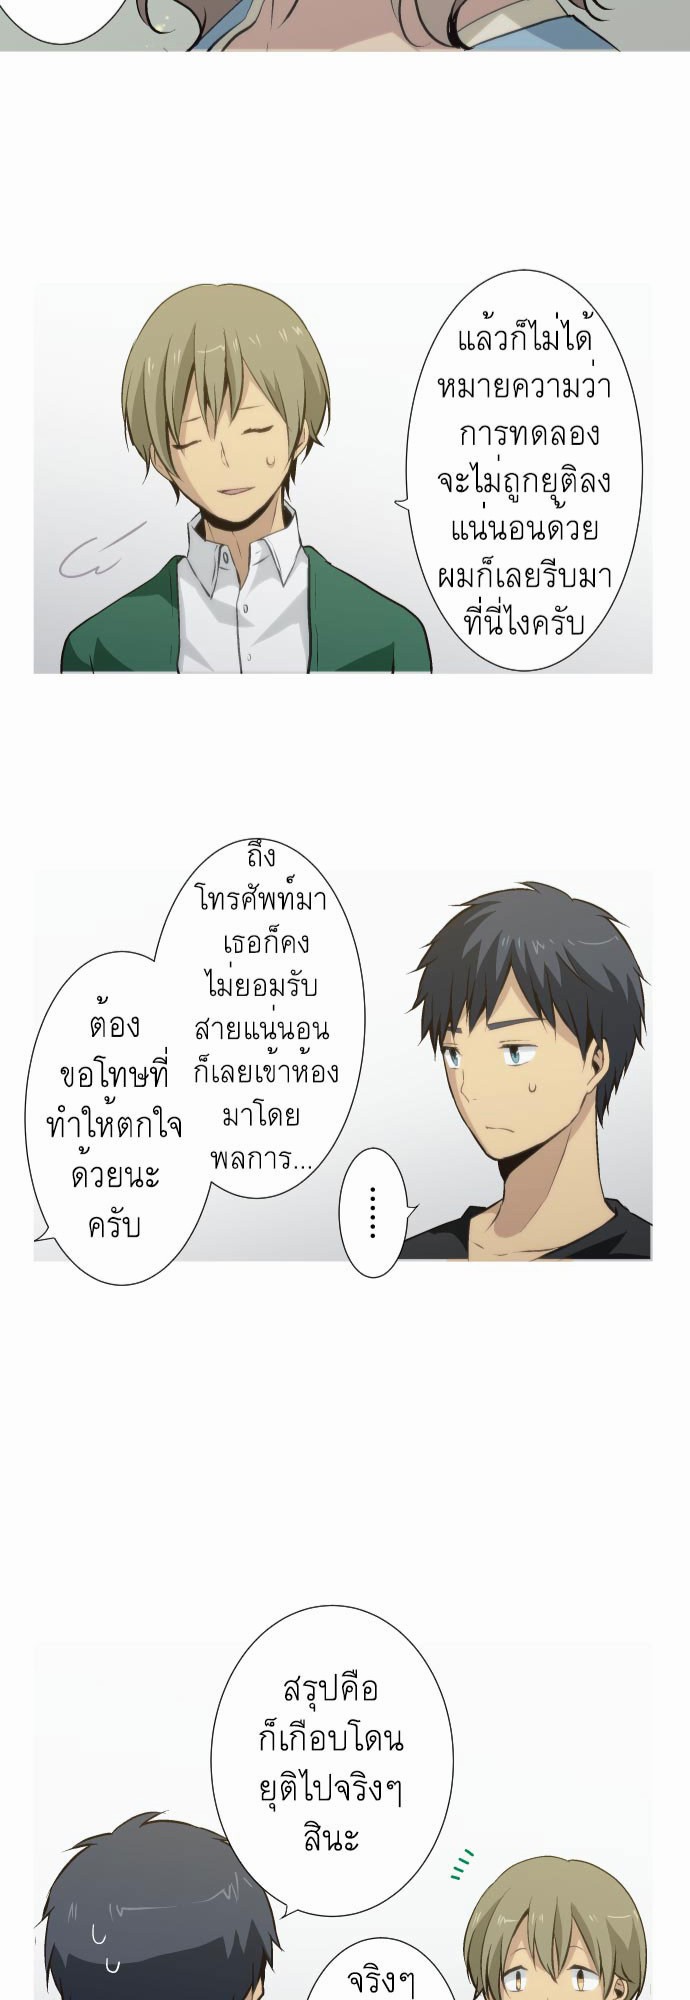 แล้วก็ไม่ได้
หมายความว่า
การทดลอง
จะไม่ถูกยุติลง
แน่นอนด้วย
ผมก็เลยรีบมา
ที่นี่ไงครับ
ถึง
โทรศัพท์มา
เธอก็คง
ไม่ยอมรับ
สายแน่นอน
ก็เลยเข้าห้อง
มาโดย
พลการ...
ต้อง
ขอโทษที่
ทำให้ตกใจ
ด้วยนะ
ครับ
......
สรุปคือ
ก็เกือบโดน
ยุติไปจริงๆ
สินะ
จริงๆ